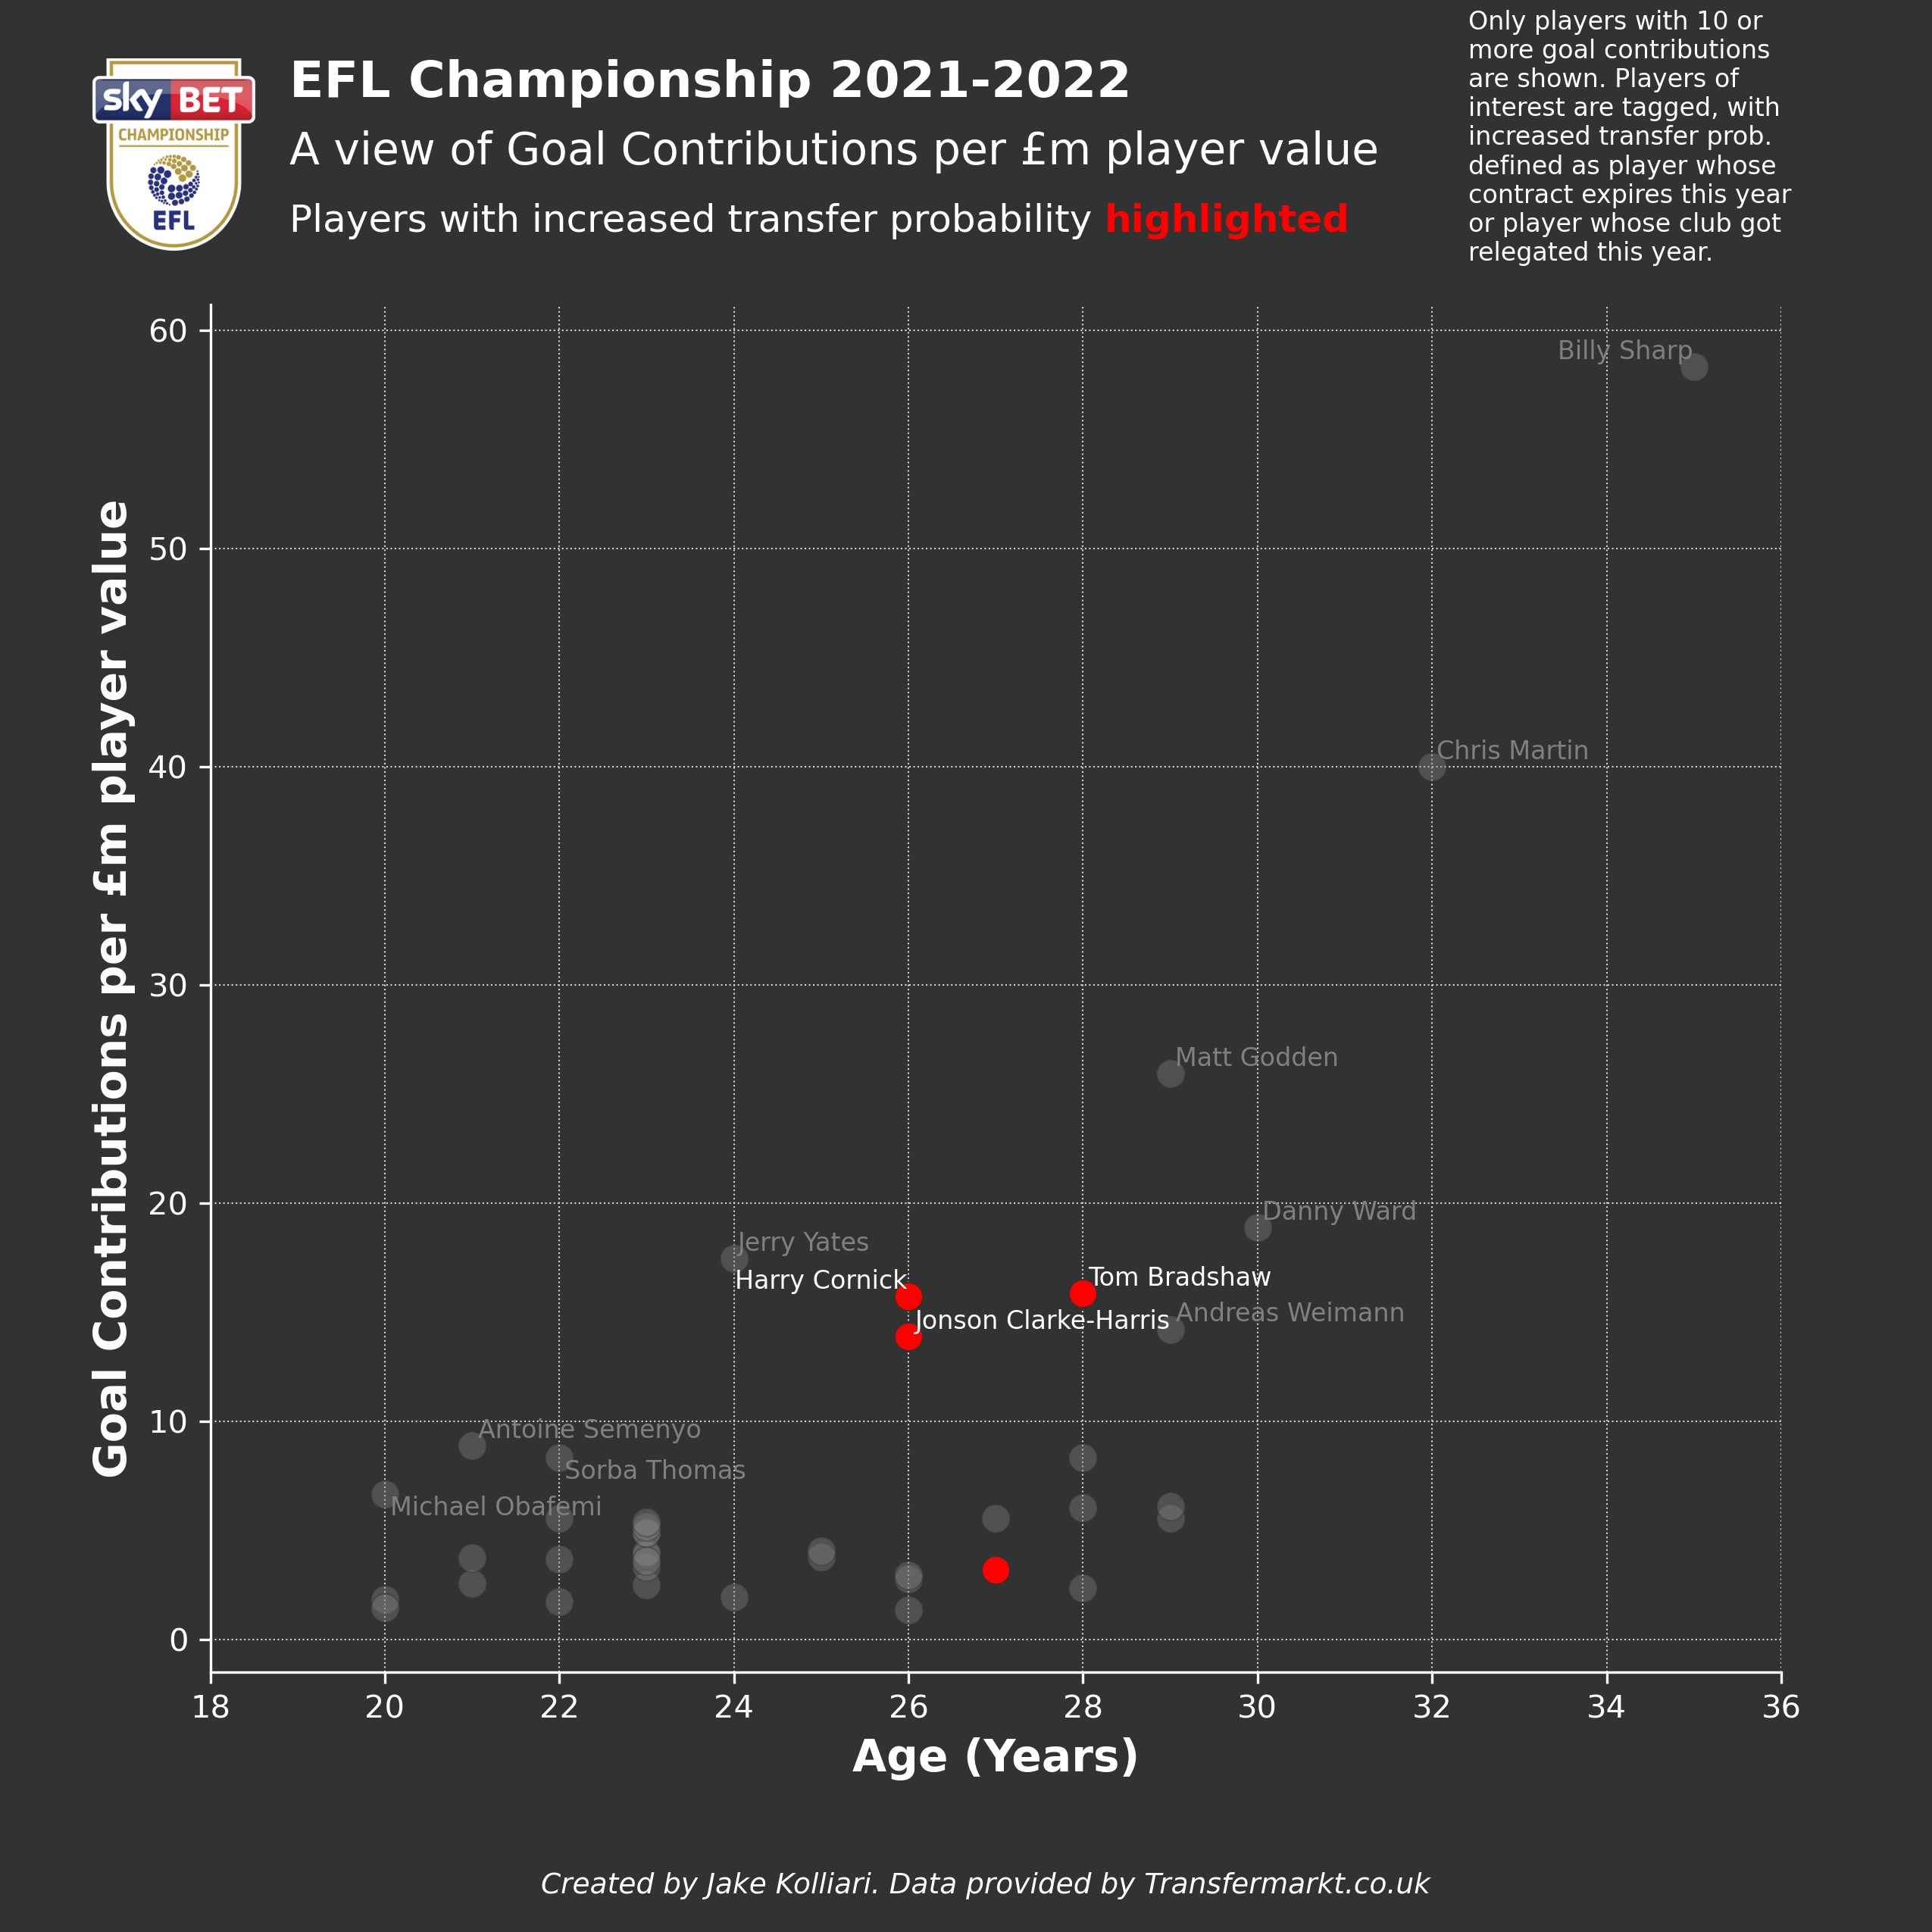 Only players with 10 or
more goal contributions
are shown. Players of
interest are tagged, with
increased transfer prob.
defined as player whose
contract expires this year
or player whose club got
relegated this year.
sky BET
CHAMPIONSHIP
EFL
EFL Championship 2021-2022
A view of Goal Contributions per £m player value
Players with increased transfer probability highlighted
Goal Contributions per £m player value
60
50
40
30
20
10
0
Billy Sharp
Chris Martin
Matt Godden
Danny Ward
Jerry Yates
Harry Cornick
Tom Bradshaw
Jonson Clarke-Harris
Andreas Weimann
Antoine Semenyo
Sorba Thomas
Michael Obafemi
18 20 22 24 26 28 30 32 34 36
Age (Years)
Created by Jake Kolliari. Data provided by Transfermarkt.co.uk